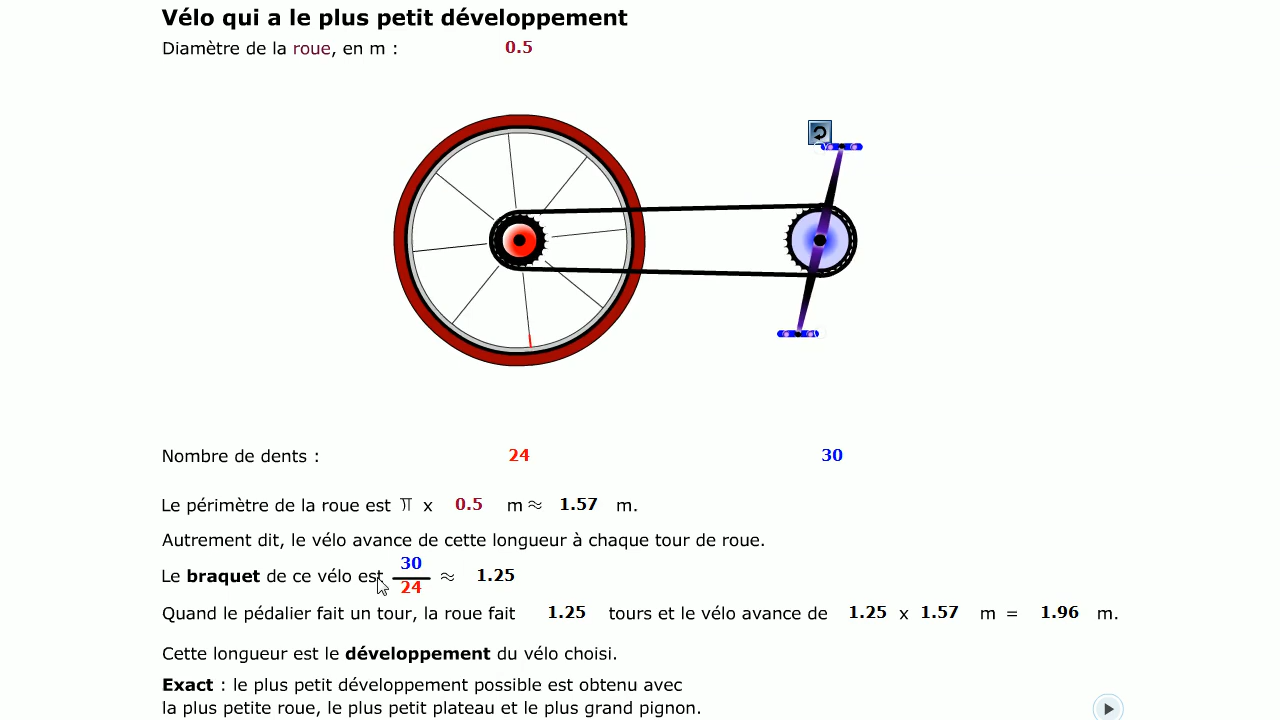 Vélo qui a le plus petit développement
Diamètre de la roue, en m : 0.5
Nombre de dents : 24 30
Le périmètre de la roue est π x 0.5 m ≈ 1.57 m.
Autrement dit, le vélo avance de cette longueur à chaque tour de roue.
Le braquet de ce vélo est 30/24 ≈ 1.25
Quand le pédalier fait un tour, la roue fait 1.25 tours et le vélo avance de 1.25 x 1.57 m = 1.96 m.
Cette longueur est le développement du vélo choisi.
Exact : le plus petit développement possible est obtenu avec
la plus petite roue, le plus petit plateau et le plus grand pignon.